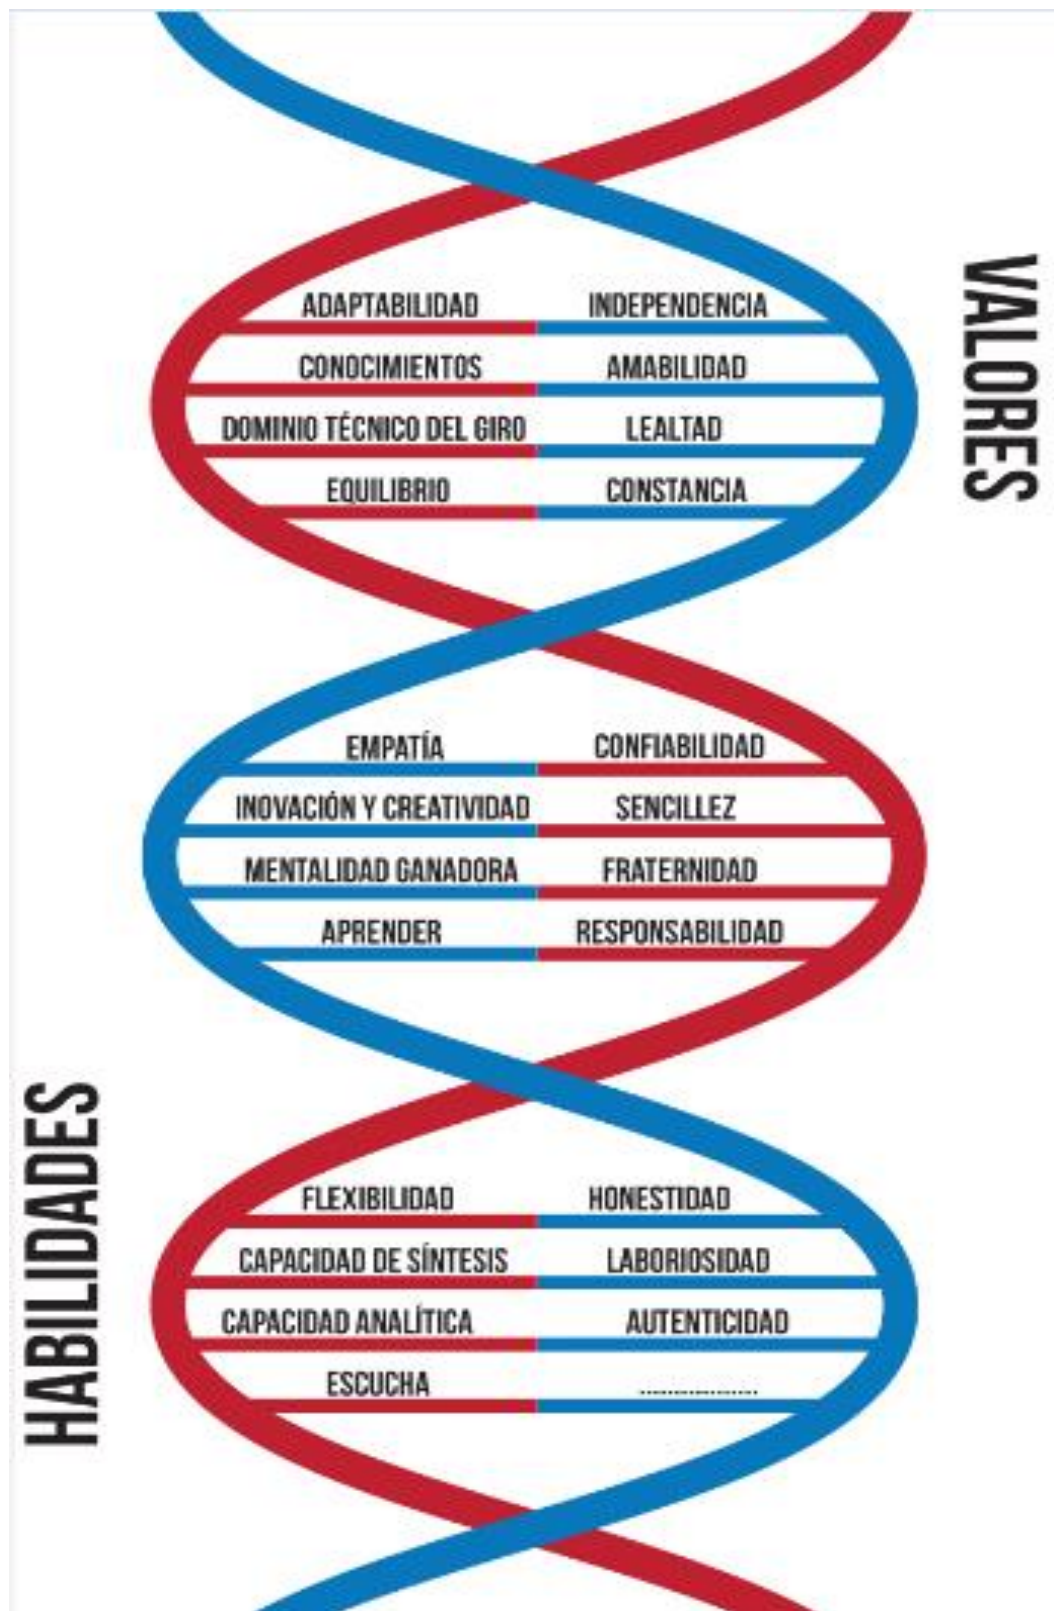 VALORES
ADAPTABILIDAD INDEPENDENCIA
CONOCIMIENTOS AMABILIDAD
DOMINIO TÉCNICO DEL GIRO LEALTAD
EQUILIBRIO CONSTANCIA
EMPATÍA CONFIABILIDAD
INOVACIÓN Y CREATIVIDAD SENCILLEZ
MENTALIDAD GANADORA FRATERNIDAD
APRENDER RESPONSABILIDAD
HABILIDADES
FLEXIBILIDAD HONESTIDAD
CAPACIDAD DE SÍNTESIS LABORIOSIDAD
CAPACIDAD ANALÍTICA AUTENTICIDAD
ESCUCHA ....................